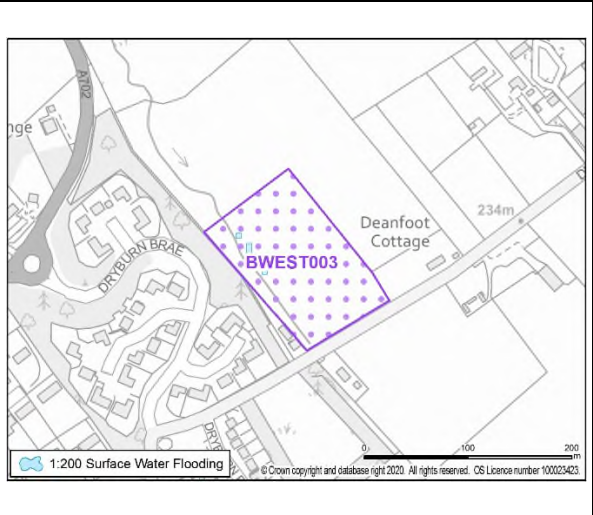 A702
nge
DRYBURN BRAE
BWEST003
Deanfoot
Cottage
234m
DRYBURN
0 100 200
m
1:200 Surface Water Flooding
© Crown copyright and database right 2020. All rights reserved. OS Licence number 100023423.